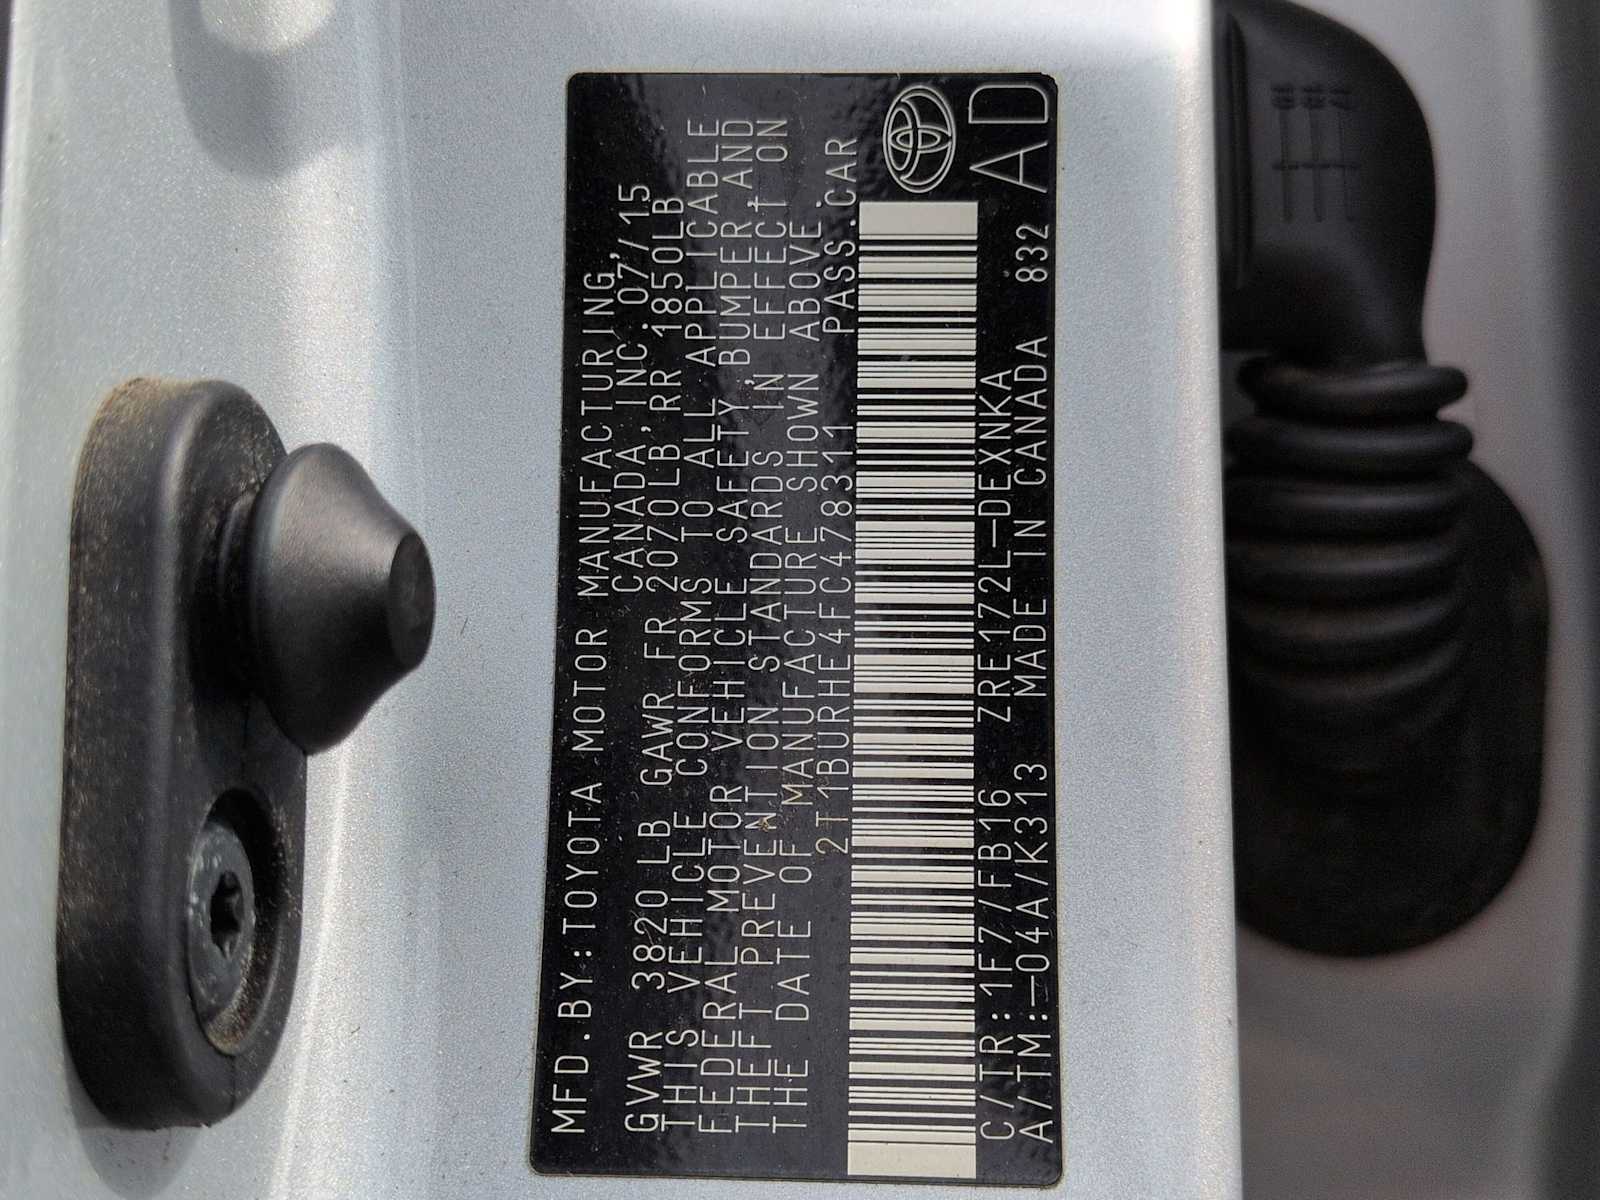 MFD.BY:TOYOTA MOTOR MANUFACTURING,
CANADA, INC. 07/15
GVWR 3820LB GAWR FR 2070LB, RR 1850LB
THIS VEHICLE CONFORMS TO ALL APPLICABLE
FEDERAL MOTOR VEHICLE SAFETY, BUMPER, AND
THEFT PREVENTION STANDARDS IN EFFECT ON
THE DATE OF MANUFACTURE SHOWN ABOVE.
2T1BURHE4FC478311 PASS.CAR
C/TR:1F7/FB16 ZRE172L-DEXNKA
A/TM:-04A/K313 MADE IN CANADA 832
AD